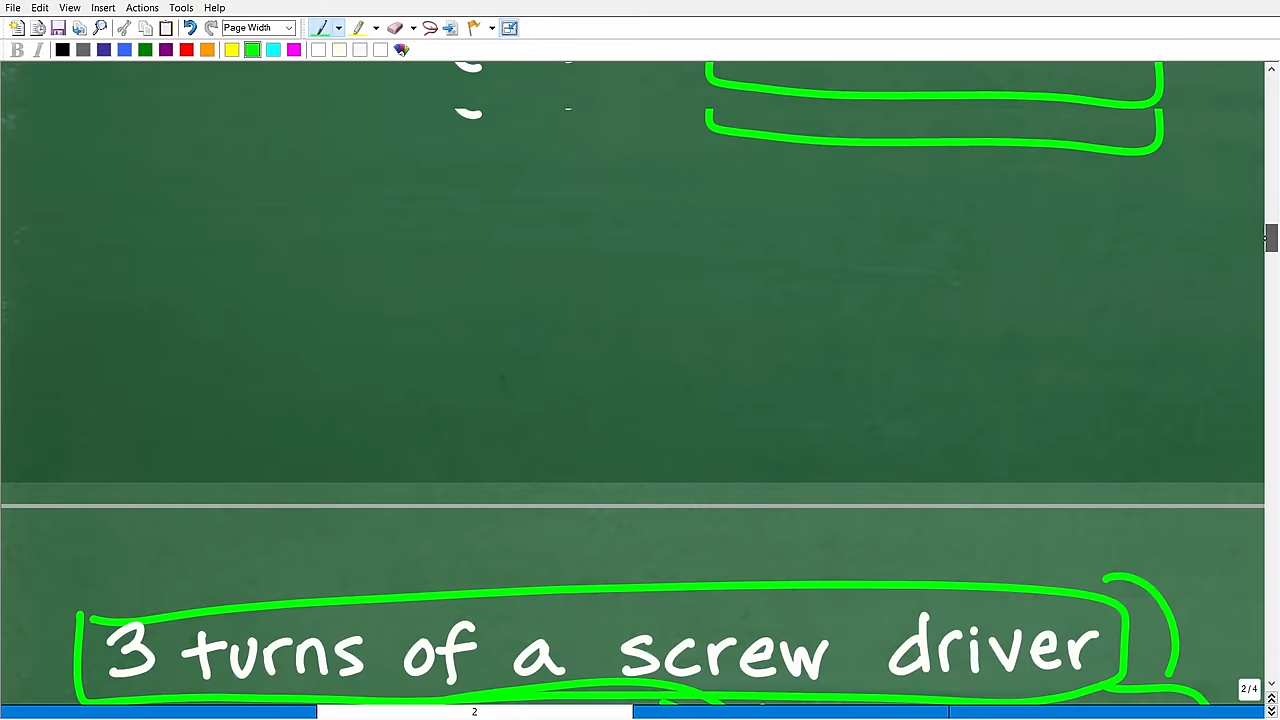 File Edit View Insert Actions Tools Help
Page Width
B I
3 turns of a screw driver
2 / 4
2